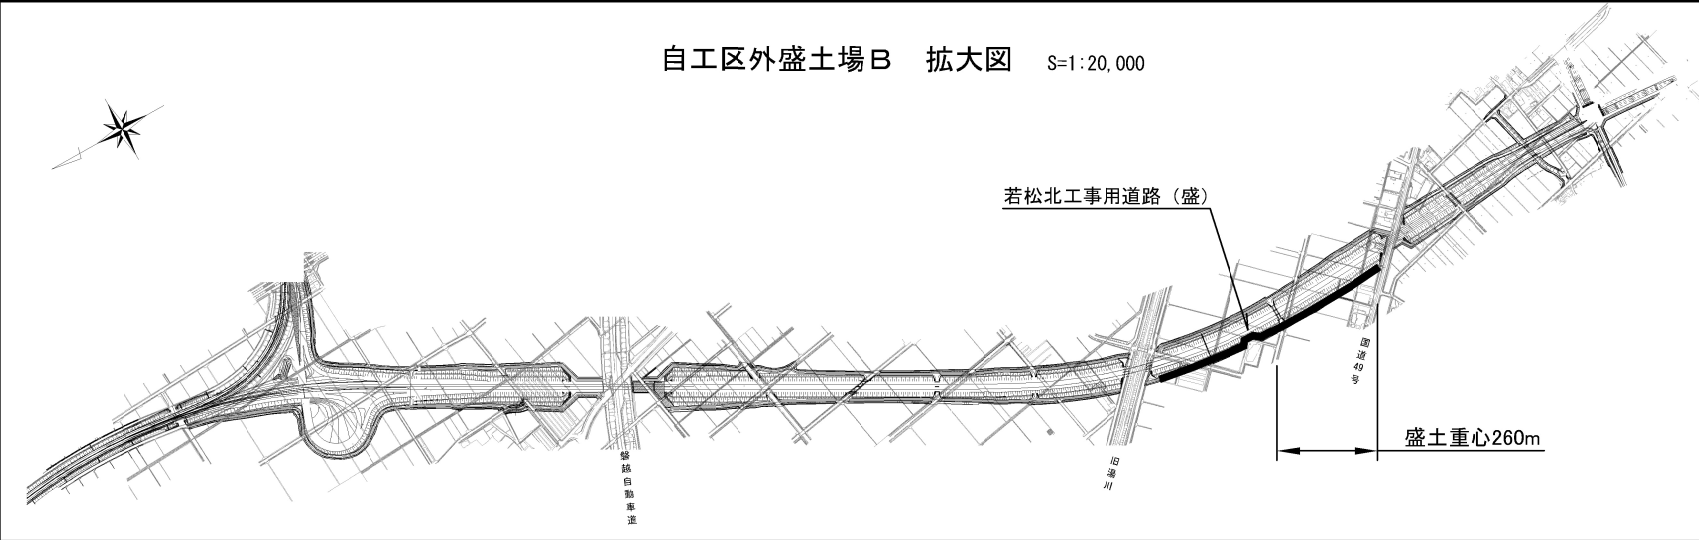 自工区外盛土場B 拡大図 S=1:20,000
若松北工事用道路（盛）
国道49号
盛土重心260m
磐越自動車道
旧湯川